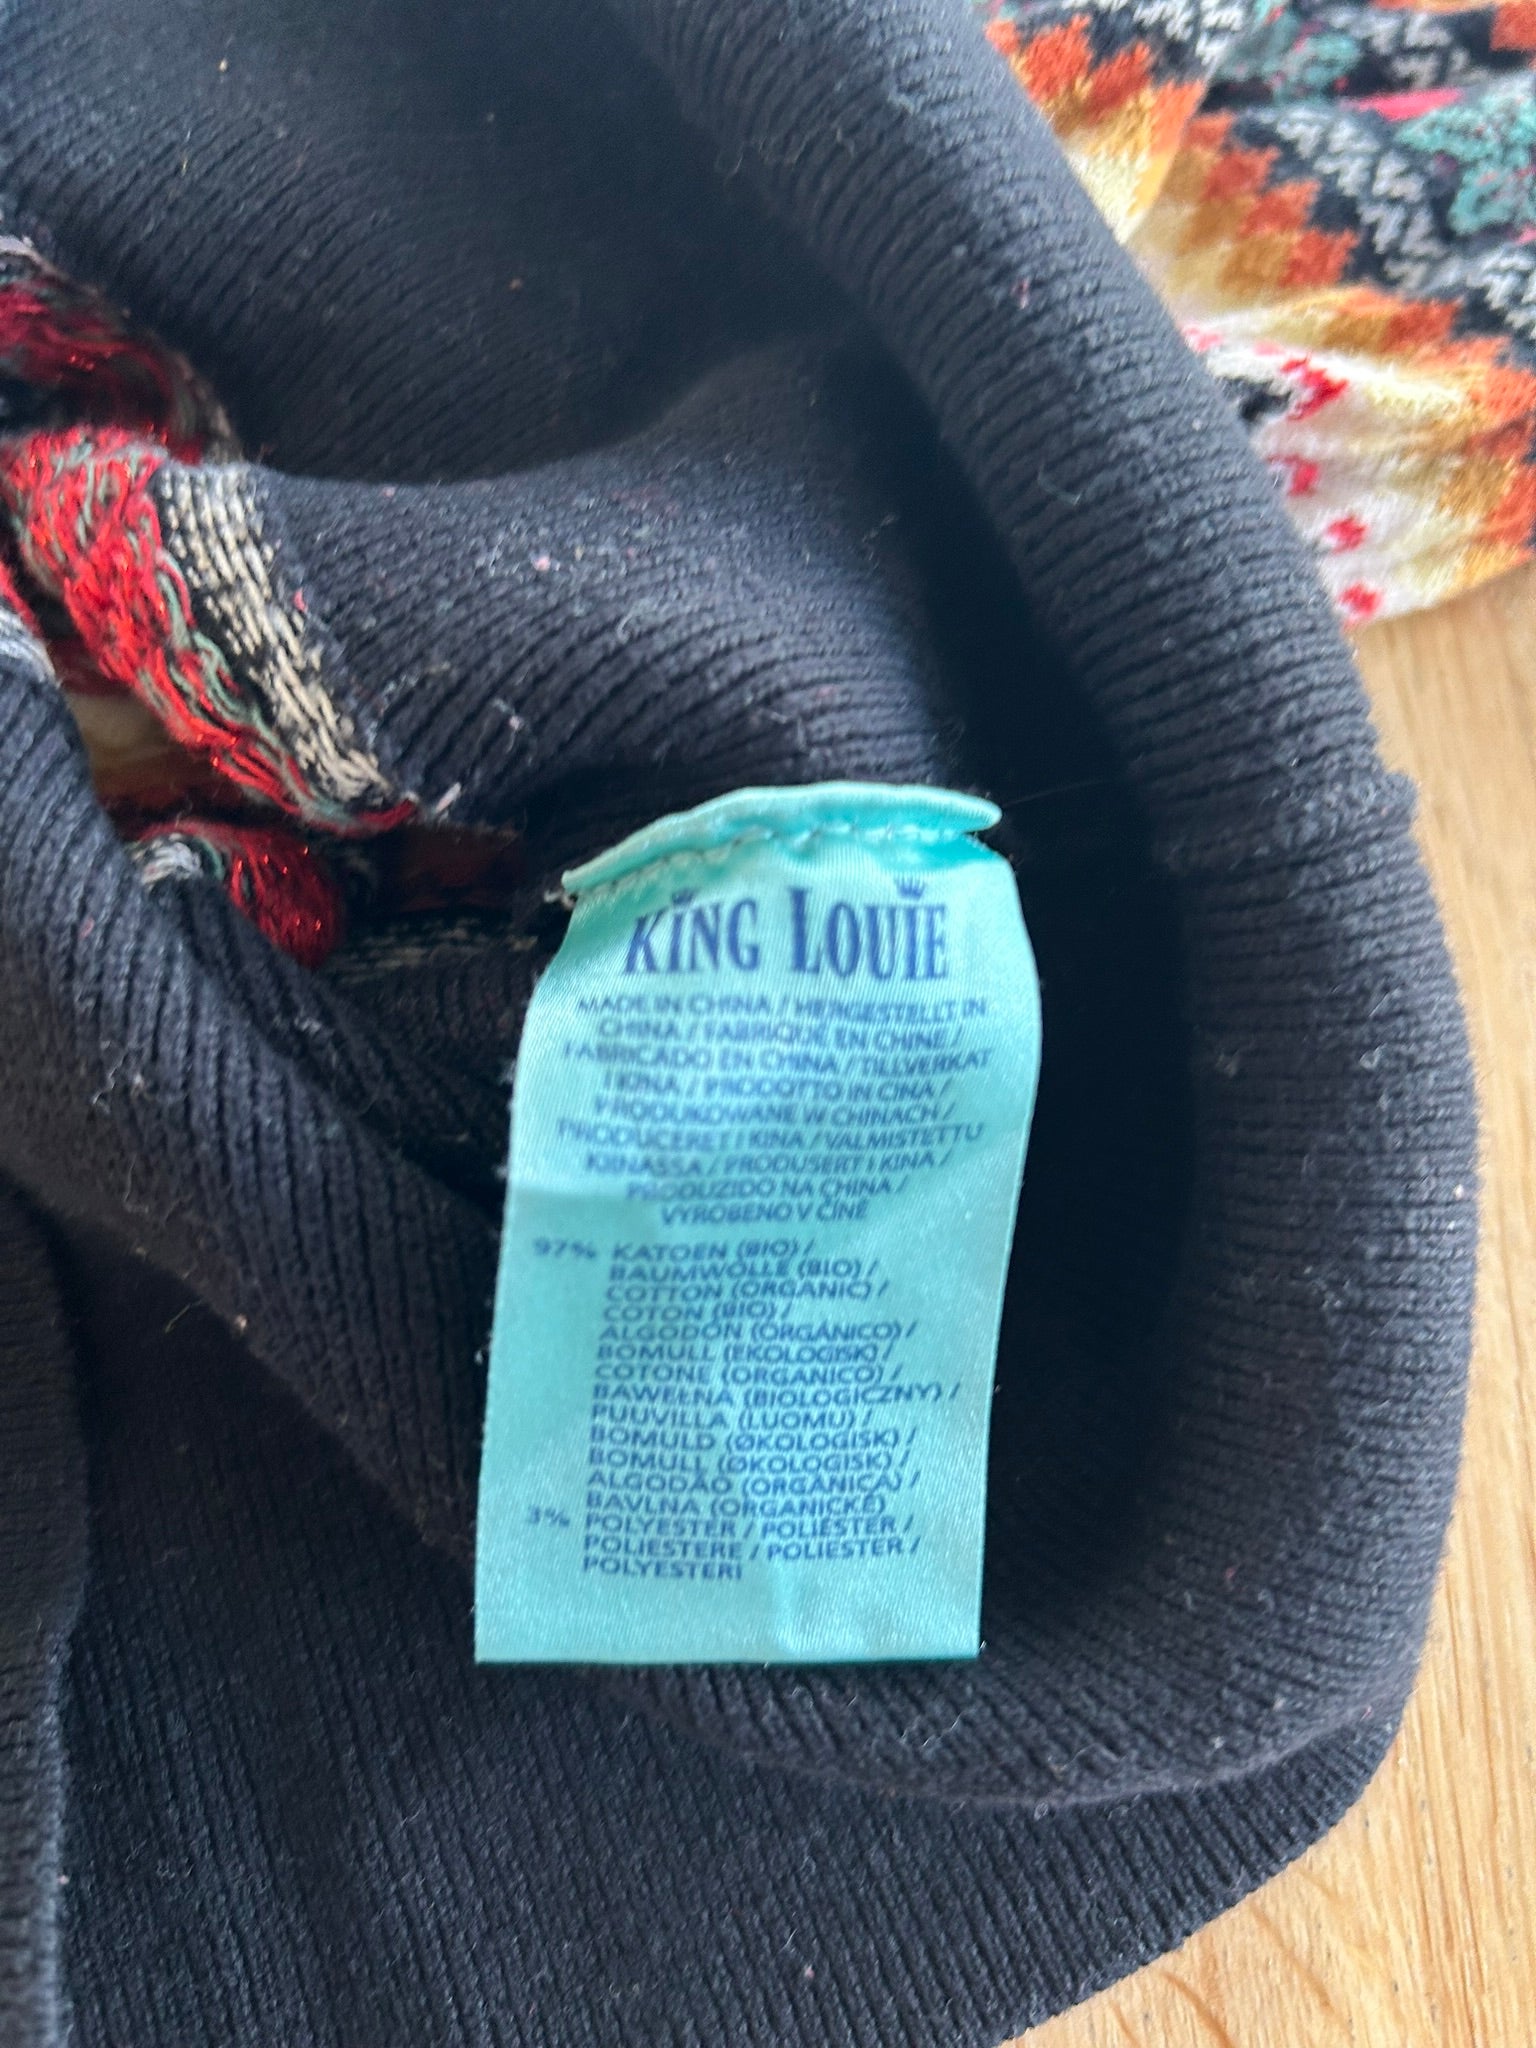 KING LOUIE
MADE IN CHINA / HERGESTELLT IN
CHINA / FABRIQUE EN CHINE /
FABRICADO EN CHINA / TILLVERKAT
I KINA / PRODOTTO IN CINA /
PRODUKOWANE W CHINACH /
PRODUCERET I KINA / VALMISTETTU
KIINASSA / PRODUSERT I KINA /
PRODUZIDO NA CHINA /
VYROBENO V ČÍNĚ
97% KATOEN (BIO) /
BAUMWOLLE (BIO) /
COTTON (ORGANIC) /
COTON (BIO) /
ALGODÓN (ORGÁNICO) /
BOMULL (EKOLOGISK) /
COTONE (ORGANICO) /
BAWEŁNA (BIOLOGICZNY) /
PUUVILLA (LUOMU) /
BOMULD (ØKOLOGISK) /
BOMULL (ØKOLOGISK) /
ALGODÃO (ORGÂNICA) /
BAVLNA (ORGANICKÉ)
3% POLYESTER / POLIÉSTER /
POLIESTERE / POLIESTER /
POLYESTERI